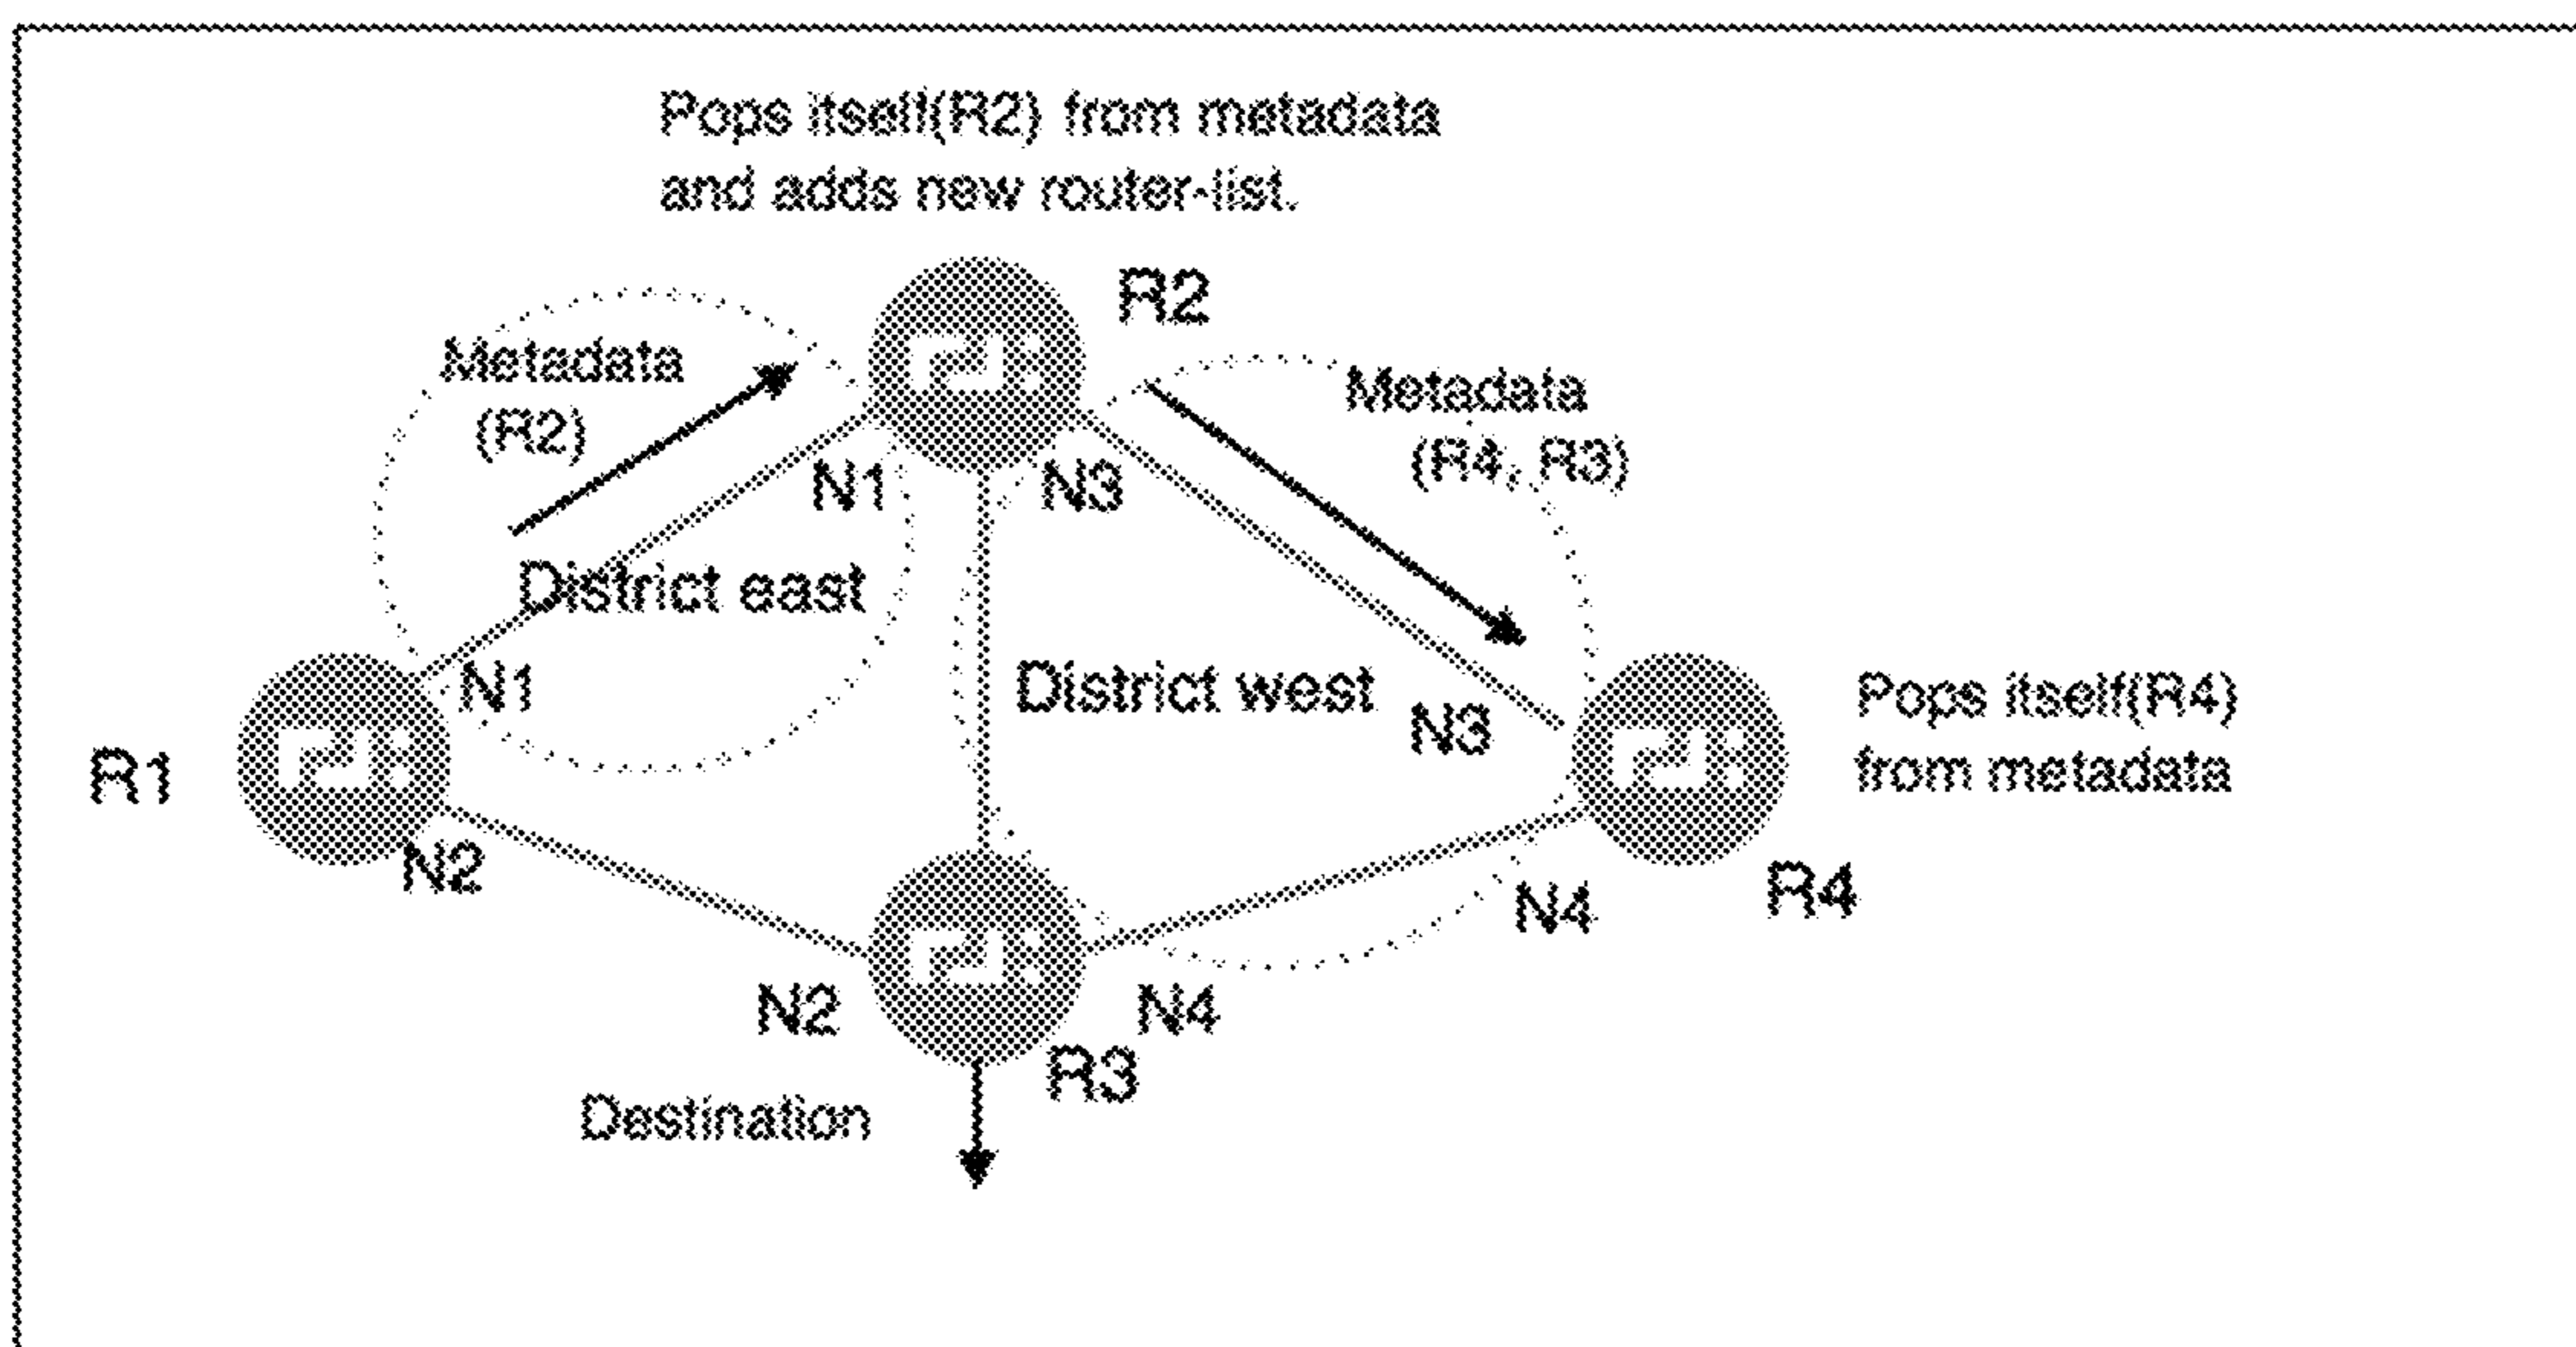 Pops itself(R2) from metadata
and adds new router-list.
R2
Metadata
(R2)
Metadata
(R4, R3)
N1
N3
District east
N1
District west
N3
Pops itself(R4)
from metadata
R1
N2
N4
R4
N2
N4
R3
Destination